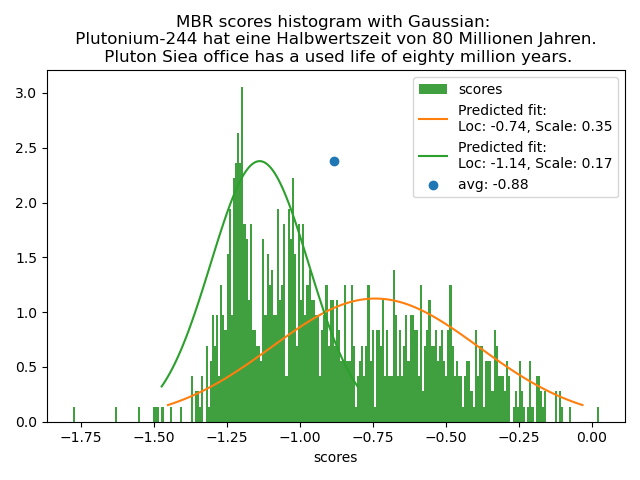 MBR scores histogram with Gaussian:
Plutonium-244 hat eine Halbwertszeit von 80 Millionen Jahren.
Pluton Siea office has a used life of eighty million years.
scores
Predicted fit:
Loc: -0.74, Scale: 0.35
Predicted fit:
Loc: -1.14, Scale: 0.17
avg: -0.88
3.0
2.5
2.0
1.5
1.0
0.5
0.0
−1.75 −1.50 −1.25 −1.00 −0.75 −0.50 −0.25 0.00
scores